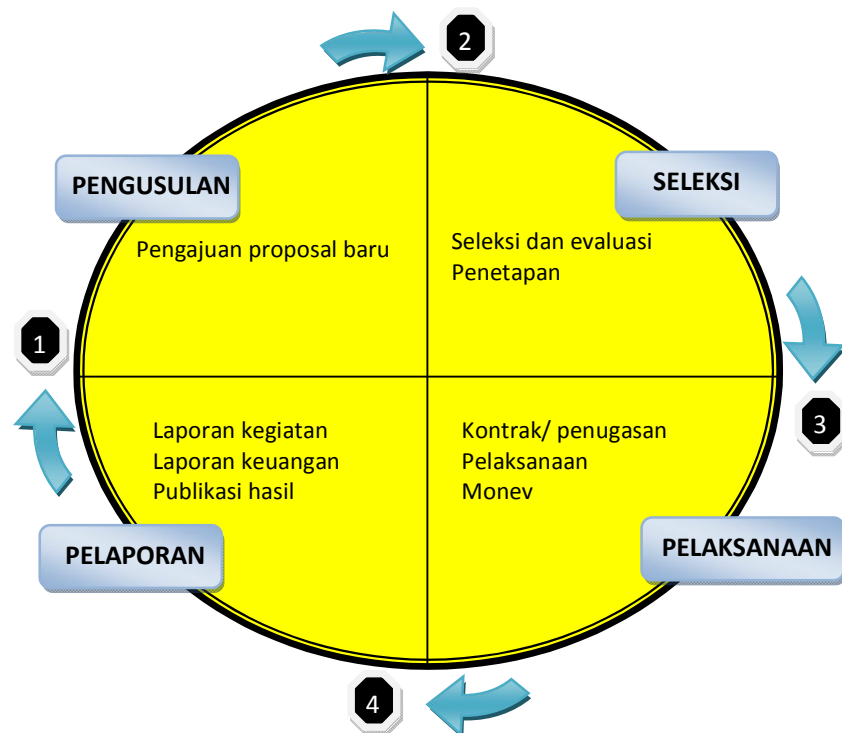 2
PENGUSULAN
SELEKSI
Pengajuan proposal baru
Seleksi dan evaluasi
Penetapan
1
3
Laporan kegiatan
Laporan keuangan
Publikasi hasil
Kontrak/ penugasan
Pelaksanaan
Monev
PELAPORAN
PELAKSANAAN
4